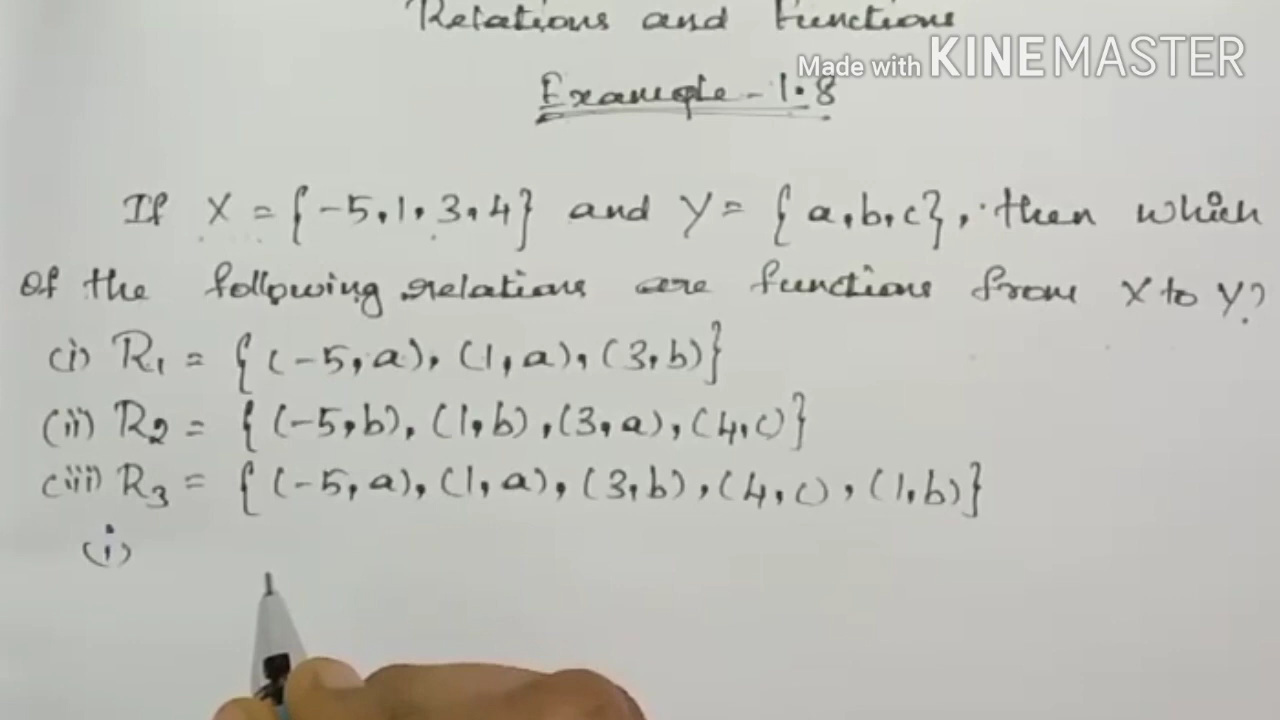 Relations and Functions
Made with KINEMASTER
Example - 1.8
If X = {-5, 1, 3, 4} and Y = {a, b, c}, then which
of the following relations are functions from X to Y?
(i) R₁ = {(-5, a), (1, a), (3, b)}
(ii) R₂ = {(-5, b), (1, b), (3, a), (4, c)}
(iii) R₃ = {(-5, a), (1, a), (3, b), (4, c), (1, b)}
(i)